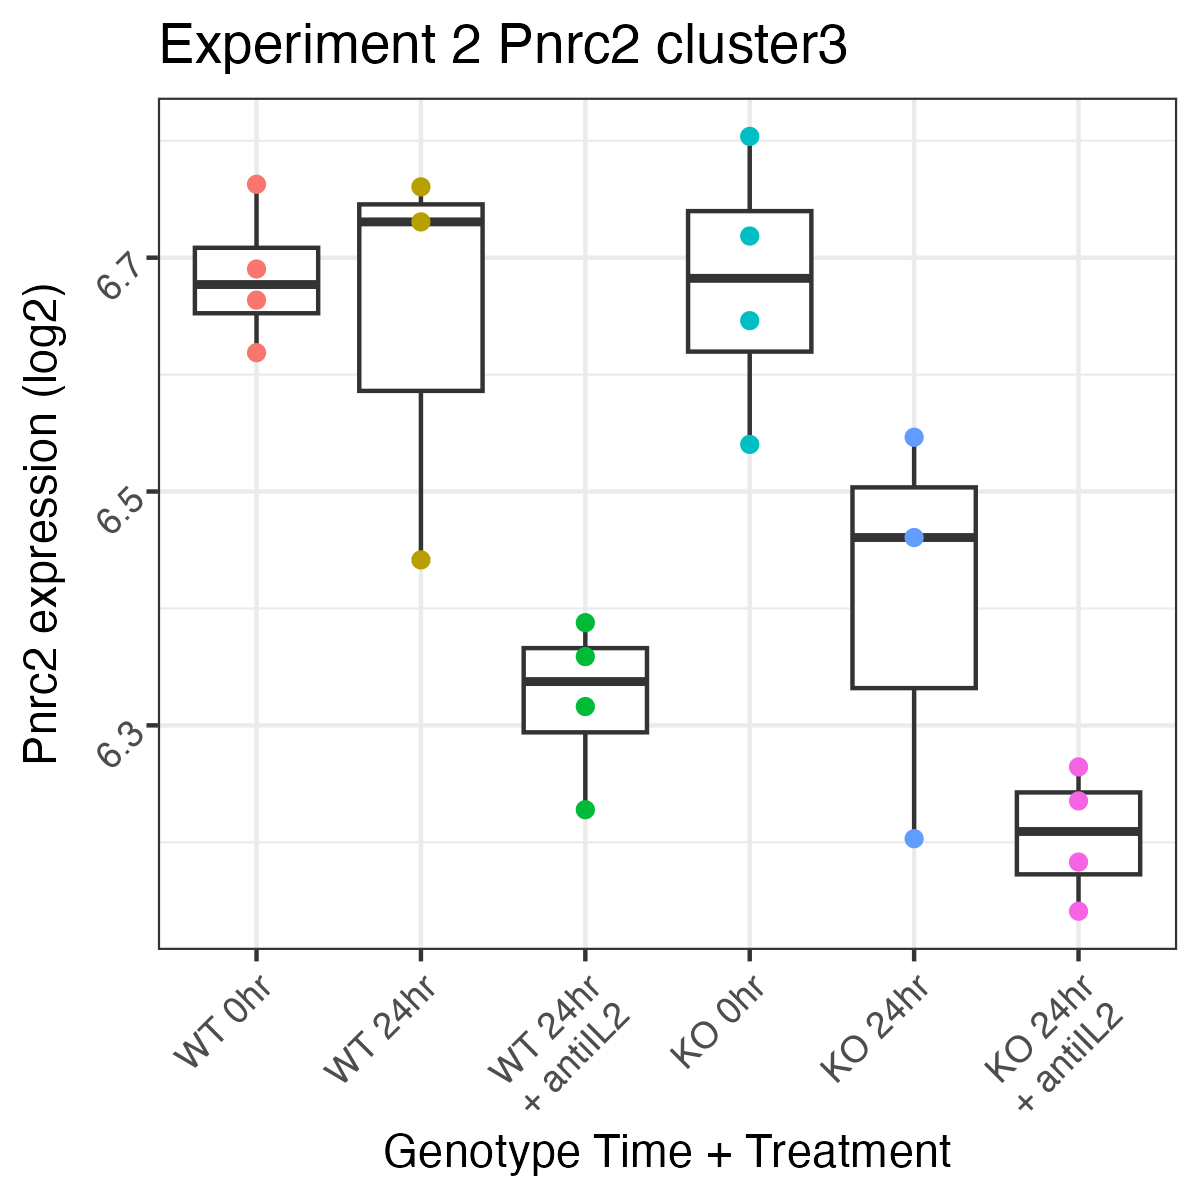 Experiment 2 Pnrc2 cluster3
Pnrc2 expression (log2)
6.7
6.5
6.3
WT 0hr
WT 24hr
WT 24hr
+ antiIL2
KO 0hr
KO 24hr
KO 24hr
+ antiIL2
Genotype Time + Treatment